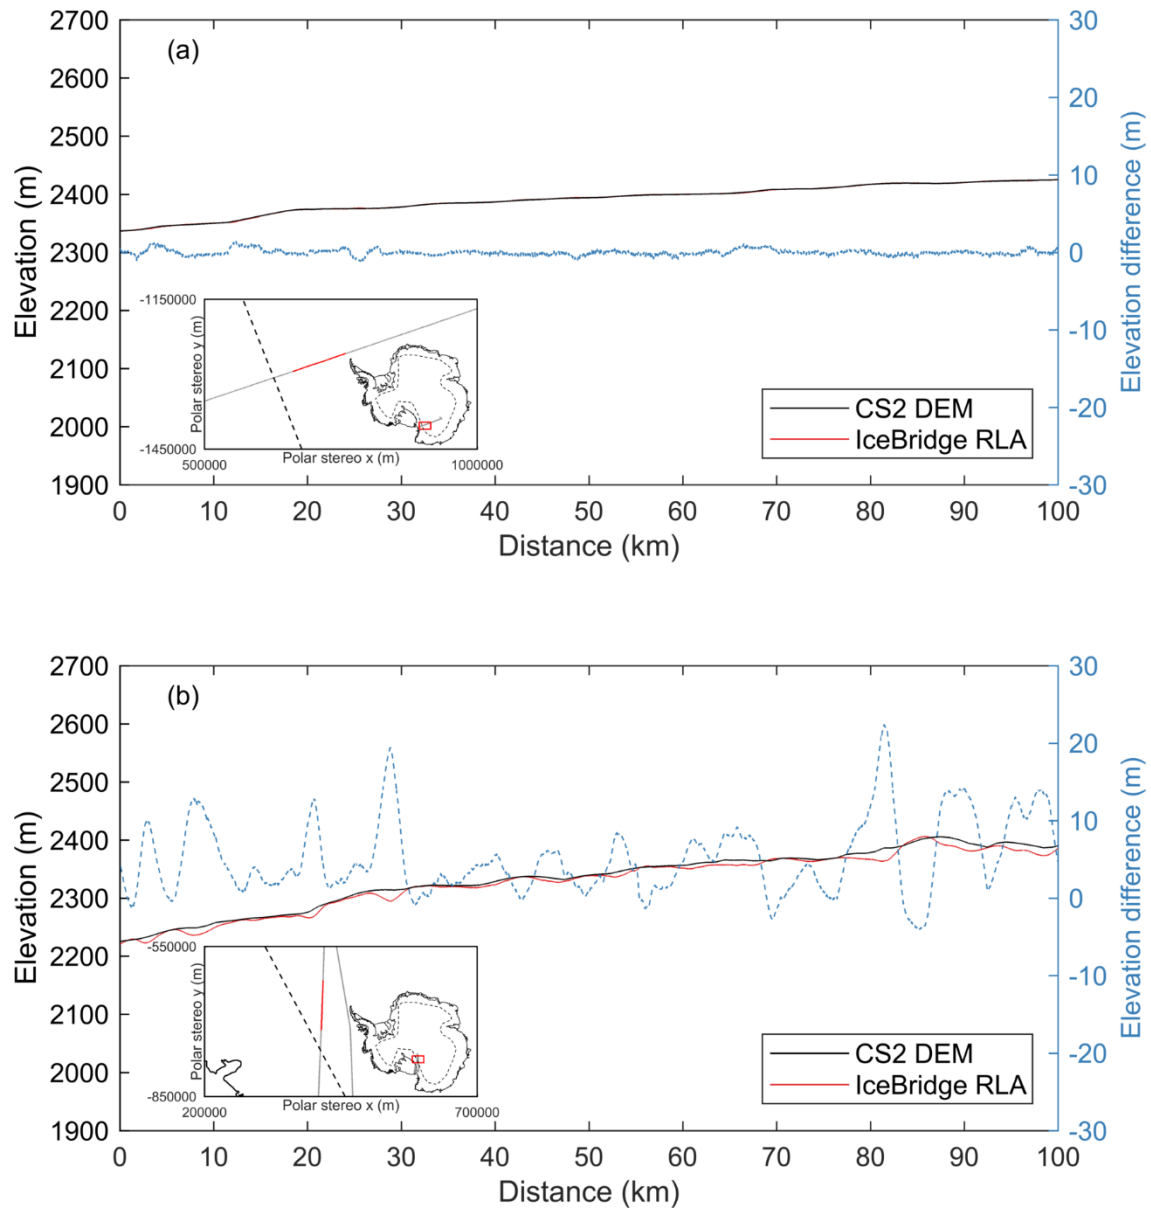 (a)
Elevation (m)
2700
2600
2500
2400
2300
2200
2100
2000
1900
30
20
10
0
-10
-20
-30
Elevation difference (m)
-1150000
Polar stereo y (m)
-1450000
500000
Polar stereo x (m)
1000000
CS2 DEM
IceBridge RLA
0 10 20 30 40 50 60 70 80 90 100
Distance (km)
(b)
Elevation (m)
2700
2600
2500
2400
2300
2200
2100
2000
1900
30
20
10
0
-10
-20
-30
Elevation difference (m)
-550000
Polar stereo y (m)
-850000
200000
Polar stereo x (m)
700000
CS2 DEM
IceBridge RLA
0 10 20 30 40 50 60 70 80 90 100
Distance (km)